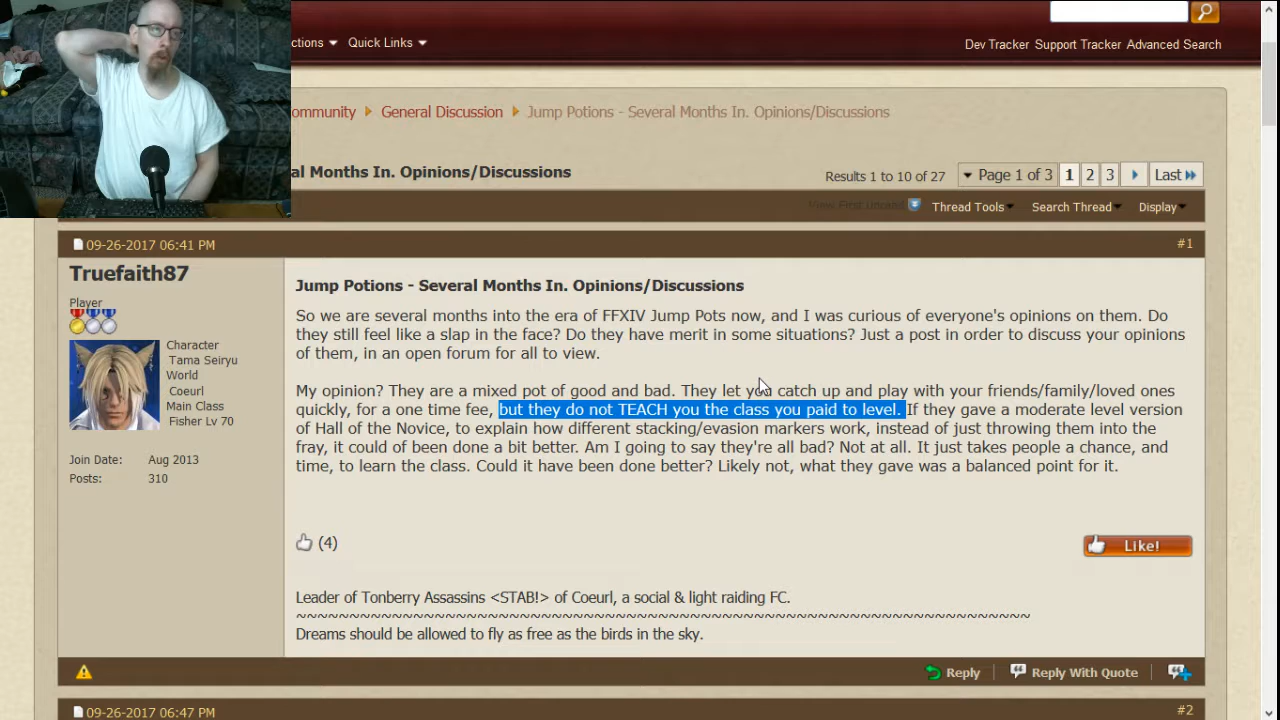 ctions Quick Links
Dev Tracker Support Tracker Advanced Search
ommunity General Discussion Jump Potions - Several Months In. Opinions/Discussions
al Months In. Opinions/Discussions
Results 1 to 10 of 27 Page 1 of 3 1 2 3 Last
View First Unread Thread Tools Search Thread Display
09-26-2017 06:41 PM #1
Truefaith87
Player
Character
Tama Seiryu
World
Coeurl
Main Class
Fisher Lv 70
Join Date: Aug 2013
Posts: 310
Jump Potions - Several Months In. Opinions/Discussions
So we are several months into the era of FFXIV Jump Pots now, and I was curious of everyone's opinions on them. Do
they still feel like a slap in the face? Do they have merit in some situations? Just a post in order to discuss your opinions
of them, in an open forum for all to view.
My opinion? They are a mixed pot of good and bad. They let you catch up and play with your friends/family/loved ones
quickly, for a one time fee, but they do not TEACH you the class you paid to level. If they gave a moderate level version
of Hall of the Novice, to explain how different stacking/evasion markers work, instead of just throwing them into the
fray, it could of been done a bit better. Am I going to say they're all bad? Not at all. It just takes people a chance, and
time, to learn the class. Could it have been done better? Likely not, what they gave was a balanced point for it.
(4)
Like!
Leader of Tonberry Assassins <STAB!> of Coeurl, a social & light raiding FC.
~~~~~~~~~~~~~~~~~~~~~~~~~~~~~~~~~~~~~~~~~~~~~~~~~~~~~~~~~~~~~~~~~~~~
Dreams should be allowed to fly as free as the birds in the sky.
Reply Reply With Quote
09-26-2017 06:47 PM #2